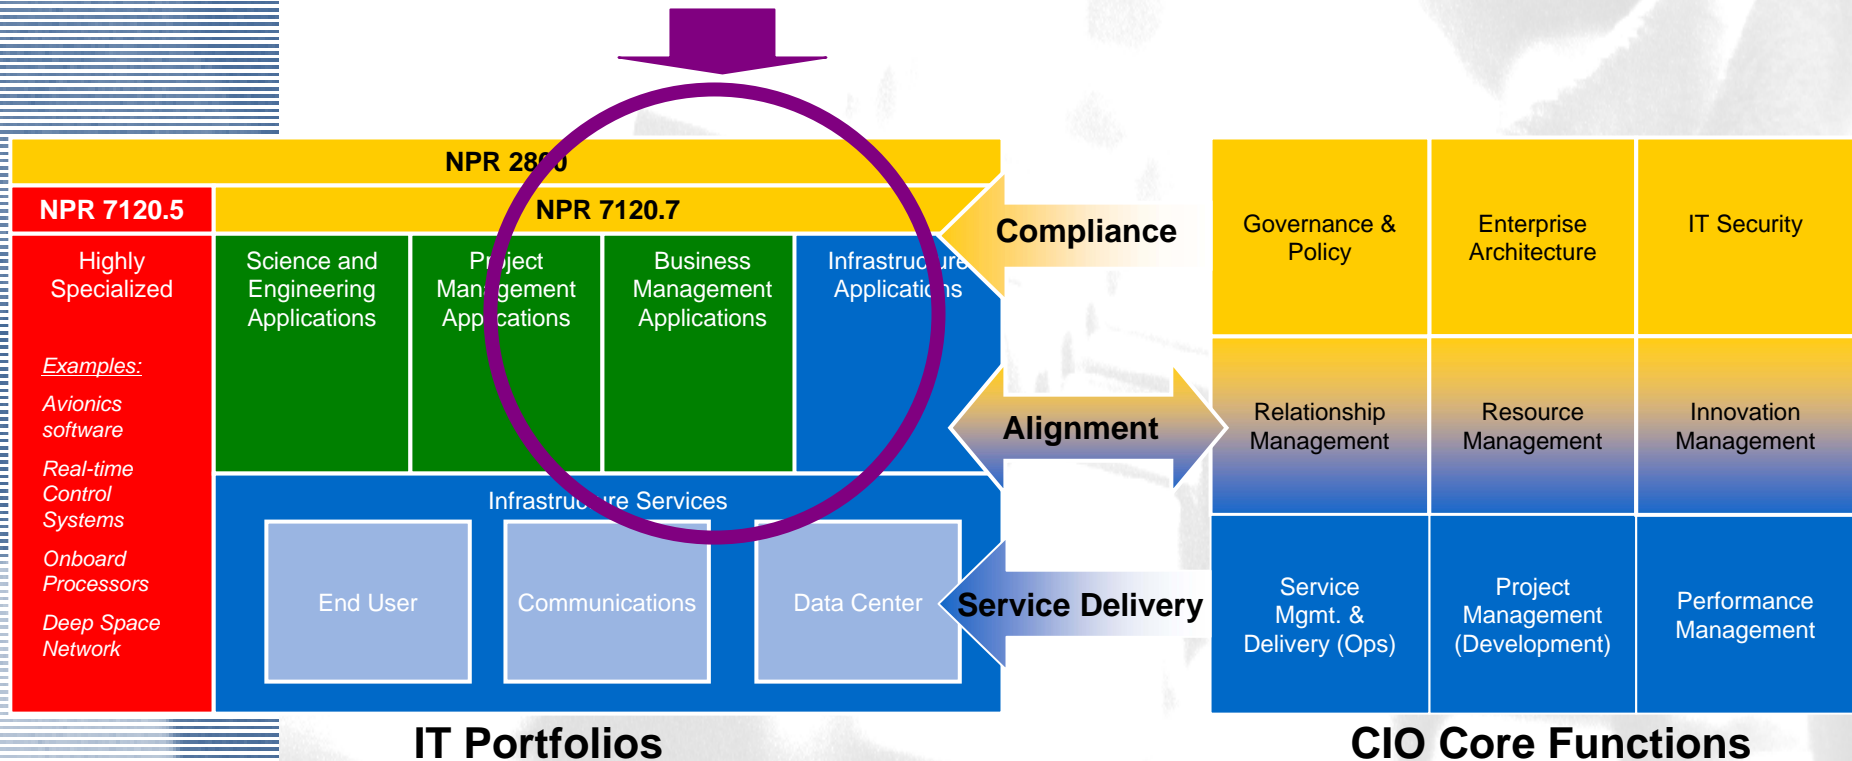 NPR 2800
NPR 7120.5
NPR 7120.7
Highly
Specialized
Examples:
Avionics
software
Real-time
Control
Systems
Onboard
Processors
Deep Space
Network
Science and
Engineering
Applications
Project
Management
Applications
Business
Management
Applications
Infrastructure
Applications
Infrastructure Services
End User
Communications
Data Center
IT Portfolios
Compliance
Alignment
Service Delivery
Governance &
Policy
Enterprise
Architecture
IT Security
Relationship
Management
Resource
Management
Innovation
Management
Service
Mgmt. &
Delivery (Ops)
Project
Management
(Development)
Performance
Management
CIO Core Functions